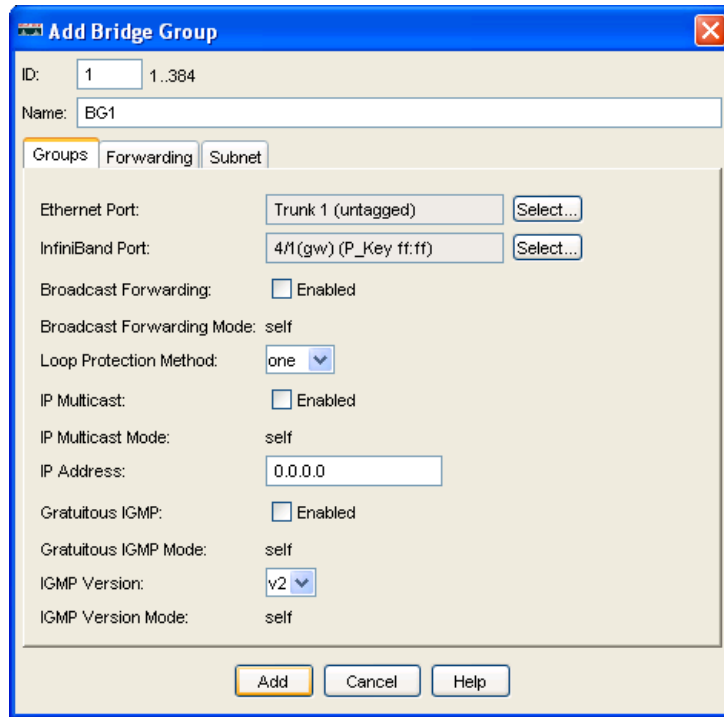 Add Bridge Group
ID: 1 1..384
Name: BG1
Groups Forwarding Subnet
Ethernet Port: Trunk 1 (untagged) Select...
InfiniBand Port: 4/1(gw) (P_Key ff:ff) Select...
Broadcast Forwarding: Enabled
Broadcast Forwarding Mode: self
Loop Protection Method: one
IP Multicast: Enabled
IP Multicast Mode: self
IP Address: 0.0.0.0
Gratuitous IGMP: Enabled
Gratuitous IGMP Mode: self
IGMP Version: v2
IGMP Version Mode: self
Add Cancel Help